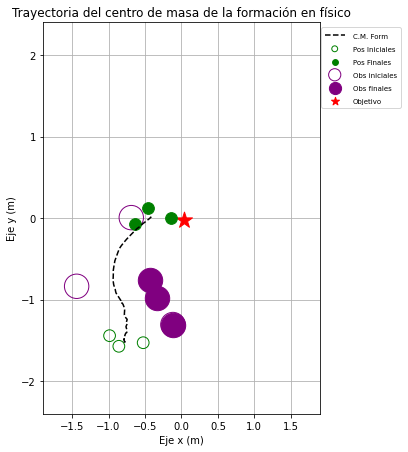 Trayectoria del centro de masa de la formación en físico
C.M. Form
Pos Iniciales
Pos Finales
Obs iniciales
Obs finales
Objetivo
Eje y (m)
2
1
0
−1
−2
−1.5 −1.0 −0.5 0.0 0.5 1.0 1.5
Eje x (m)